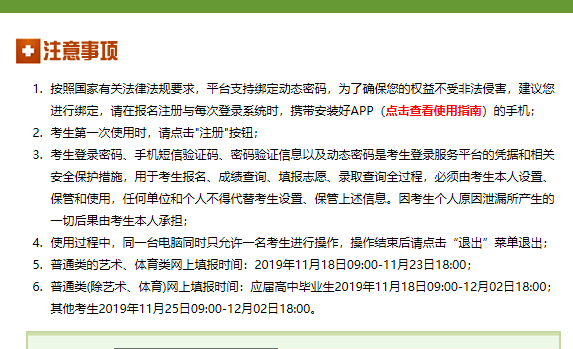 注意事项
1. 按照国家有关法律法规要求，平台支持绑定动态密码，为了确保您的权益不受非法侵害，建议您
进行绑定，请在报名注册与每次登录系统时，携带安装好APP（点击查看使用指南）的手机；
2. 考生第一次使用时，请点击"注册"按钮；
3. 考生登录密码、手机短信验证码、密码验证信息以及动态密码是考生登录服务平台的凭据和相关
安全保护措施，用于考生报名、成绩查询、填报志愿、录取查询全过程，必须由考生本人设置、
保管和使用，任何单位和个人不得代替考生设置、保管上述信息。因考生个人原因泄漏所产生的
一切后果由考生本人承担；
4. 使用过程中，同一台电脑同时只允许一名考生进行操作，操作结束后请点击“退出”菜单退出；
5. 普通类的艺术、体育类网上填报时间：2019年11月18日09:00-11月23日18:00；
6. 普通类(除艺术、体育)网上填报时间：应届高中毕业生2019年11月18日09:00-12月02日18:00；
其他考生2019年11月25日09:00-12月02日18:00。